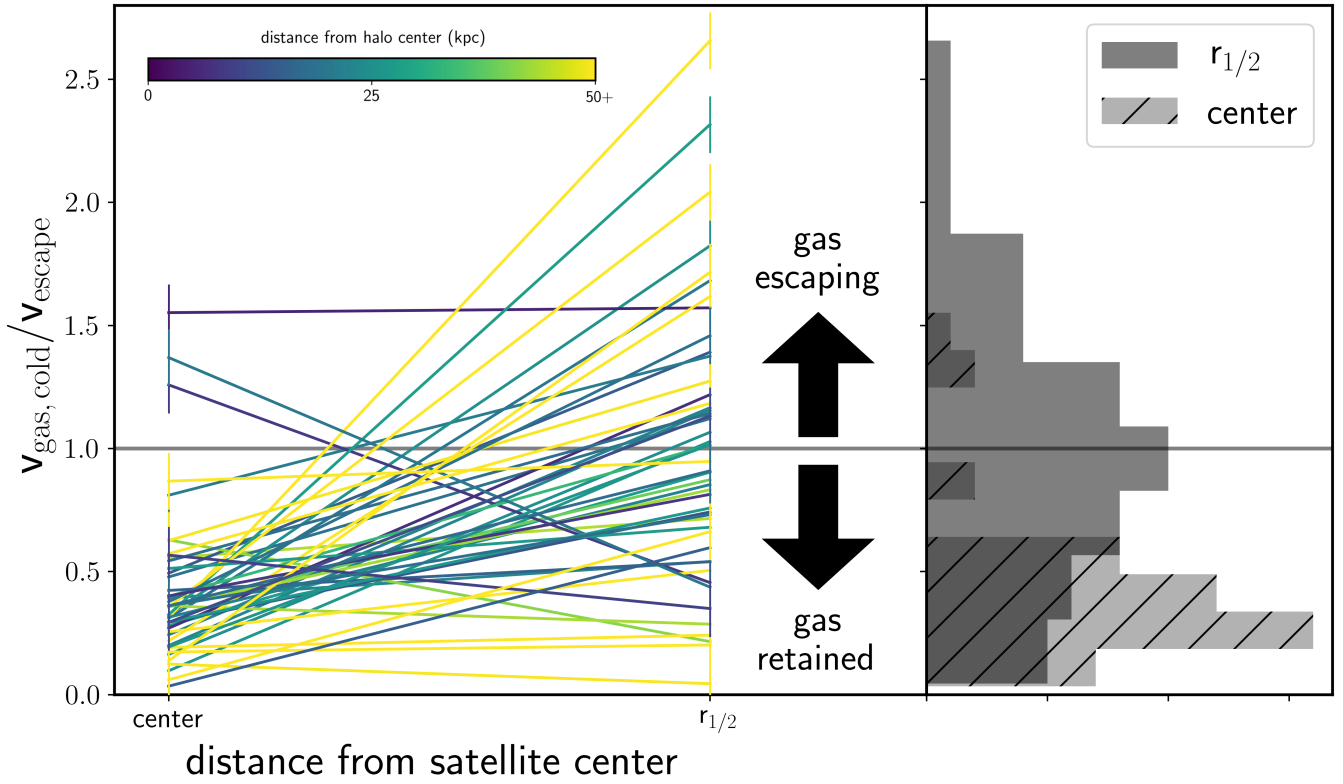 distance from halo center (kpc)
0 25 50+
2.5
2.0
1.5
1.0
0.5
0.0
v_gas, cold/v_escape
center r_1/2
distance from satellite center
gas
escaping
gas
retained
r_1/2
center